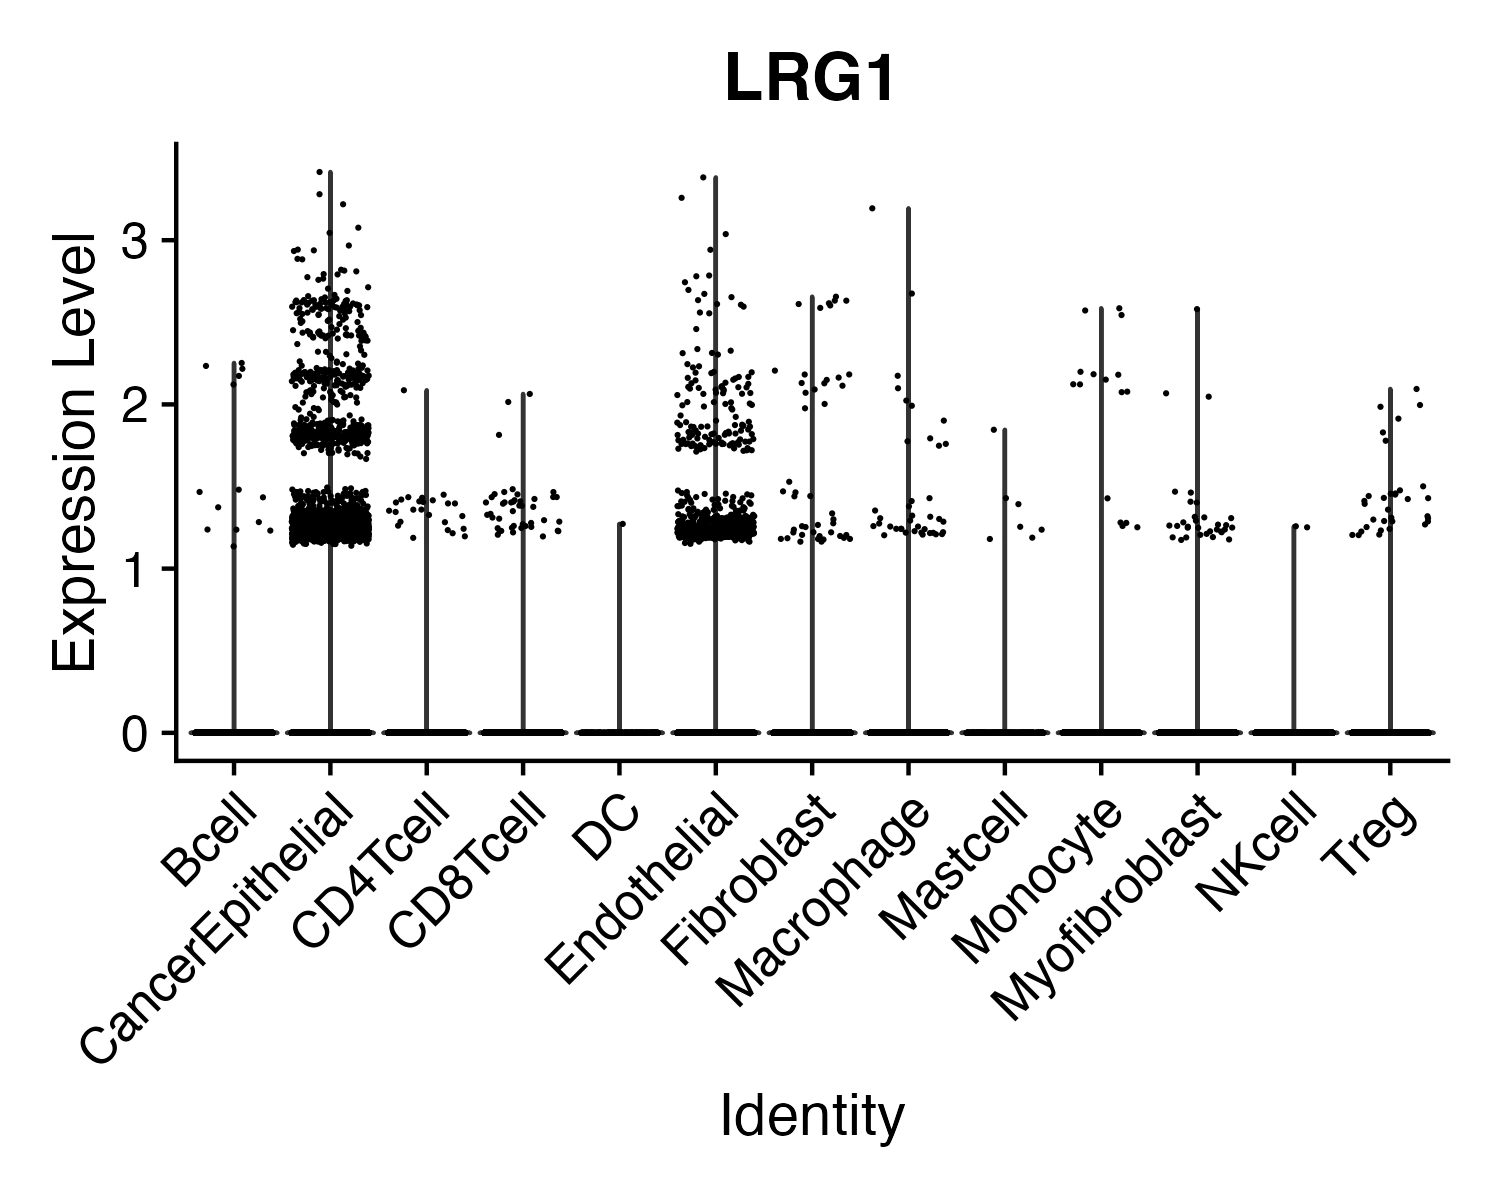 LRG1
Expression Level
3
2
1
0
Bcell
CancerEpithelial
CD4Tcell
CD8Tcell
DC
Endothelial
Fibroblast
Macrophage
Mastcell
Monocyte
Myofibroblast
NKcell
Treg
Identity